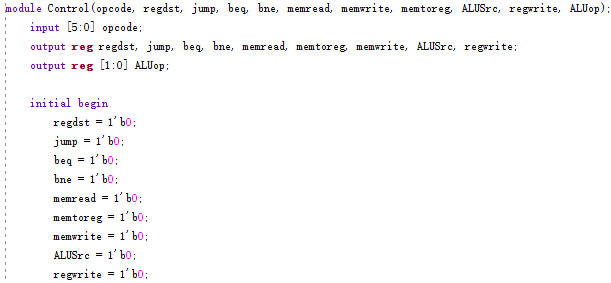 module Control(opcode, regdst, jump, beq, bne, memread, memwrite, memtoreg, ALUSrc, regwrite, ALUop);
input [5:0] opcode;
output reg regdst, jump, beq, bne, memread, memtoreg, memwrite, ALUSrc, regwrite;
output reg [1:0] ALUop;
initial begin
regdst = 1'b0;
jump = 1'b0;
beq = 1'b0;
bne = 1'b0;
memread = 1'b0;
memtoreg = 1'b0;
memwrite = 1'b0;
ALUSrc = 1'b0;
regwrite = 1'b0;